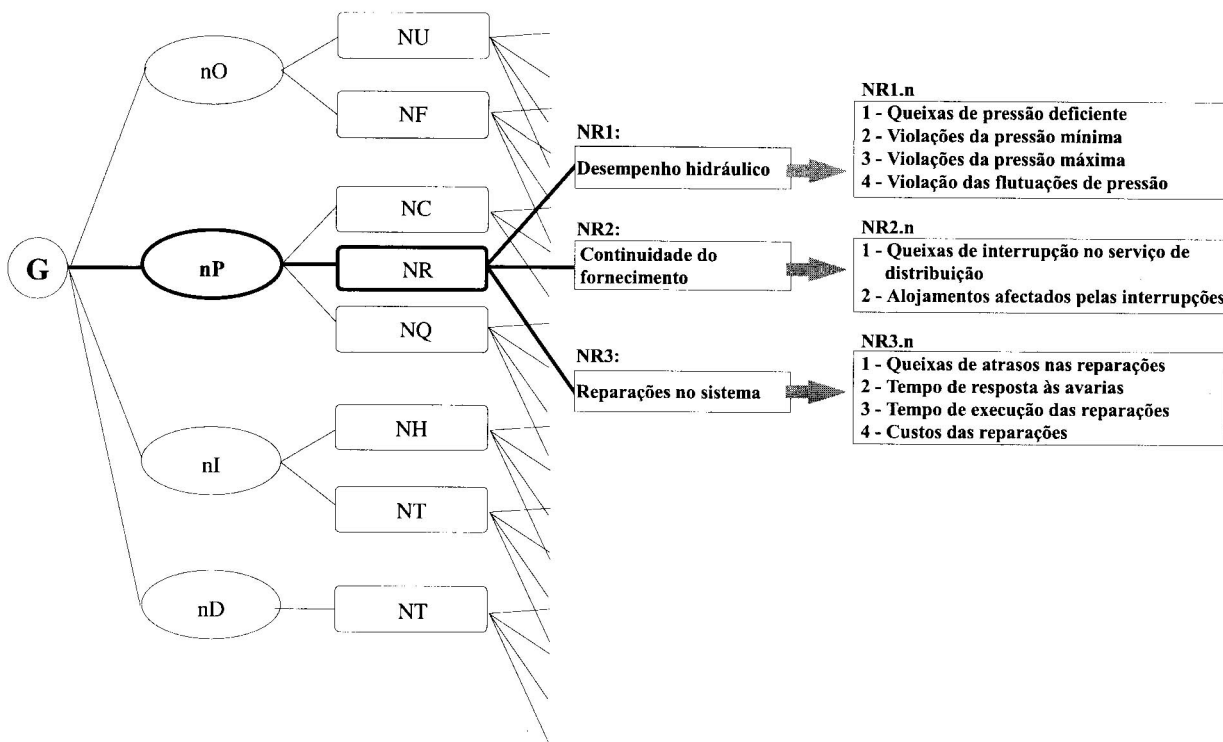 G
nO
NU
NF
nP
NC
NR
NQ
nI
NH
NT
nD
NT
NR1:
Desempenho hidráulico
NR1.n
1 - Queixas de pressão deficiente
2 - Violações da pressão mínima
3 - Violações da pressão máxima
4 - Violação das flutuações de pressão
NR2:
Continuidade do
fornecimento
NR2.n
1 - Queixas de interrupção no serviço de
distribuição
2 - Alojamentos afectados pelas interrupções
NR3:
Reparações no sistema
NR3.n
1 - Queixas de atrasos nas reparações
2 - Tempo de resposta às avarias
3 - Tempo de execução das reparações
4 - Custos das reparações